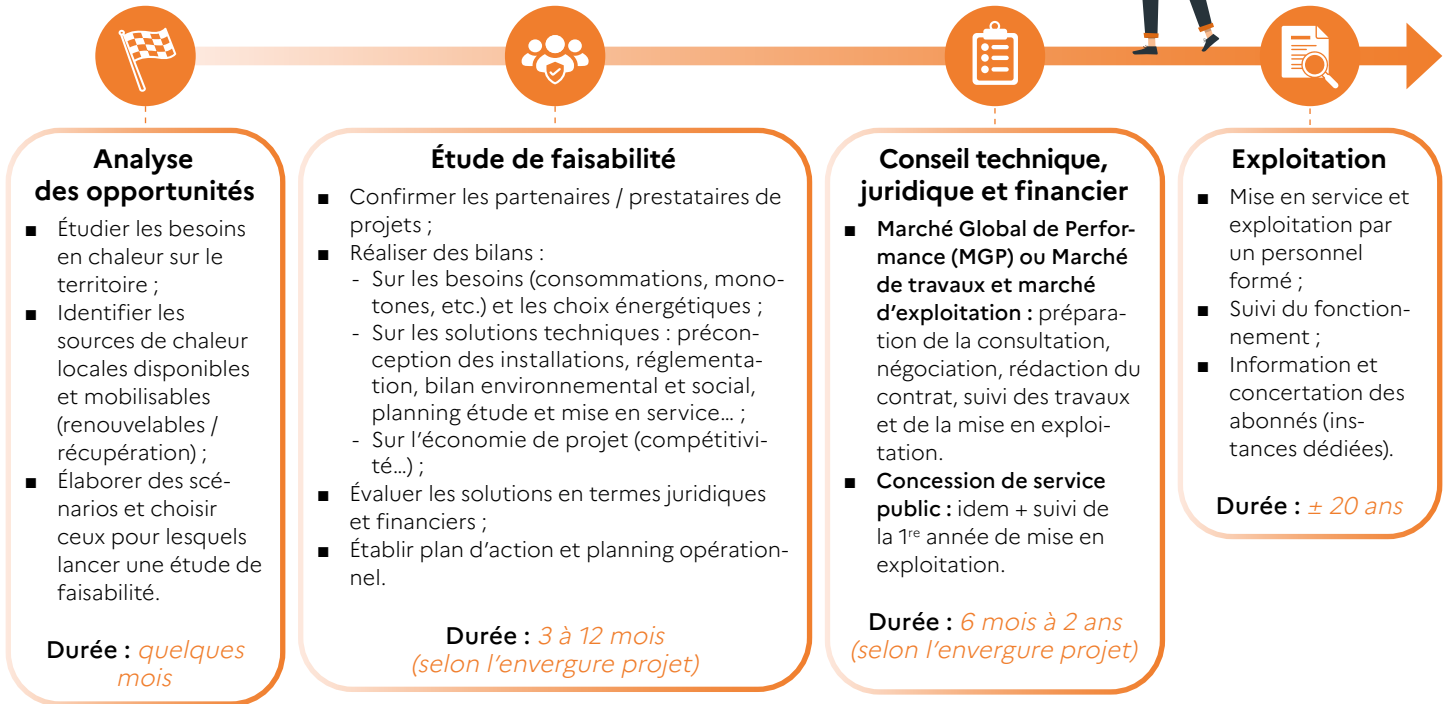 Analyse
des opportunités
■ Étudier les besoins
en chaleur sur le
territoire ;
■ Identifier les
sources de chaleur
locales disponibles
et mobilisables
(renouvelables /
récupération) ;
■ Élaborer des scé-
narios et choisir
ceux pour lesquels
lancer une étude de
faisabilité.
Durée : quelques
mois
Étude de faisabilité
■ Confirmer les partenaires / prestataires de
projets ;
■ Réaliser des bilans :
- Sur les besoins (consommations, mono-
tones, etc.) et les choix énergétiques ;
- Sur les solutions techniques : précon-
ception des installations, réglementa-
tion, bilan environnemental et social,
planning étude et mise en service… ;
- Sur l’économie de projet (compétitivi-
té…) ;
■ Évaluer les solutions en termes juridiques
et financiers ;
■ Établir plan d’action et planning opération-
nel.
Durée : 3 à 12 mois
(selon l’envergure projet)
Conseil technique,
juridique et financier
■ Marché Global de Perfor-
mance (MGP) ou Marché
de travaux et marché
d’exploitation : prépara-
tion de la consultation,
négociation, rédaction du
contrat, suivi des travaux
et de la mise en exploi-
tation.
■ Concession de service
public : idem + suivi de
la 1re année de mise en
exploitation.
Durée : 6 mois à 2 ans
(selon l’envergure projet)
Exploitation
■ Mise en service et
exploitation par
un personnel
formé ;
■ Suivi du fonction-
nement ;
■ Information et
concertation des
abonnés (ins-
tances dédiées).
Durée : ± 20 ans